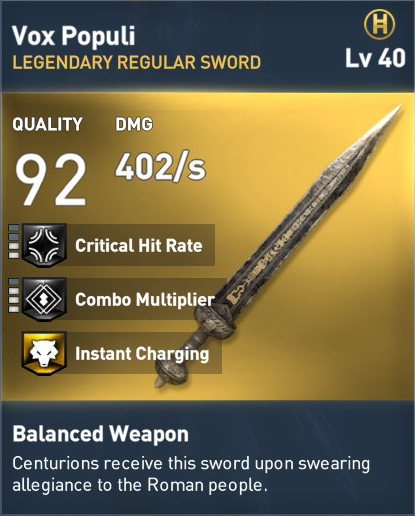 Vox Populi
H
LEGENDARY REGULAR SWORD
Lv 40
QUALITY
DMG
92
402/s
Critical Hit Rate
Combo Multiplier
Instant Charging
Balanced Weapon
Centurions receive this sword upon swearing
allegiance to the Roman people.